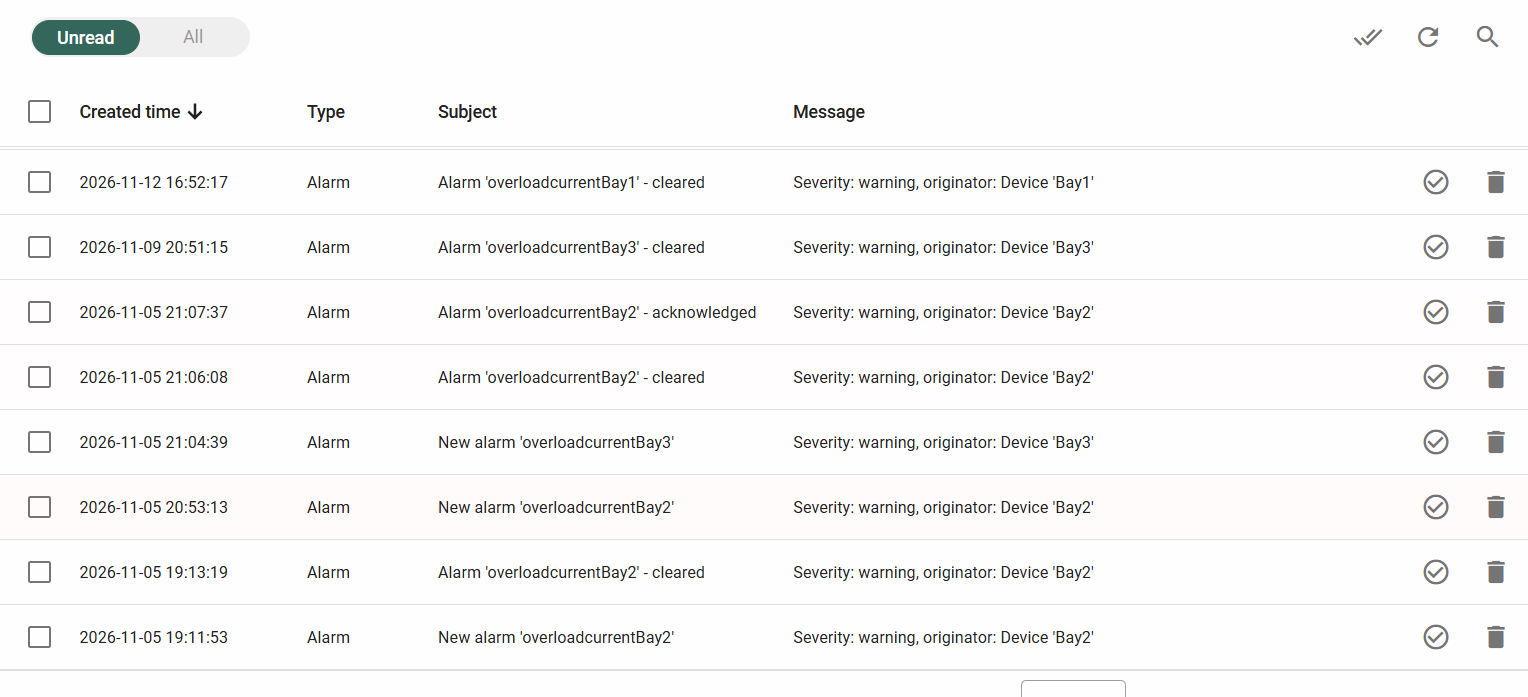 Unread All
Created time Type Subject Message
2026-11-12 16:52:17 Alarm Alarm 'overloadcurrentBay1' - cleared Severity: warning, originator: Device 'Bay1'
2026-11-09 20:51:15 Alarm Alarm 'overloadcurrentBay3' - cleared Severity: warning, originator: Device 'Bay3'
2026-11-05 21:07:37 Alarm Alarm 'overloadcurrentBay2' - acknowledged Severity: warning, originator: Device 'Bay2'
2026-11-05 21:06:08 Alarm Alarm 'overloadcurrentBay2' - cleared Severity: warning, originator: Device 'Bay2'
2026-11-05 21:04:39 Alarm New alarm 'overloadcurrentBay3' Severity: warning, originator: Device 'Bay3'
2026-11-05 20:53:13 Alarm New alarm 'overloadcurrentBay2' Severity: warning, originator: Device 'Bay2'
2026-11-05 19:13:19 Alarm Alarm 'overloadcurrentBay2' - cleared Severity: warning, originator: Device 'Bay2'
2026-11-05 19:11:53 Alarm New alarm 'overloadcurrentBay2' Severity: warning, originator: Device 'Bay2'